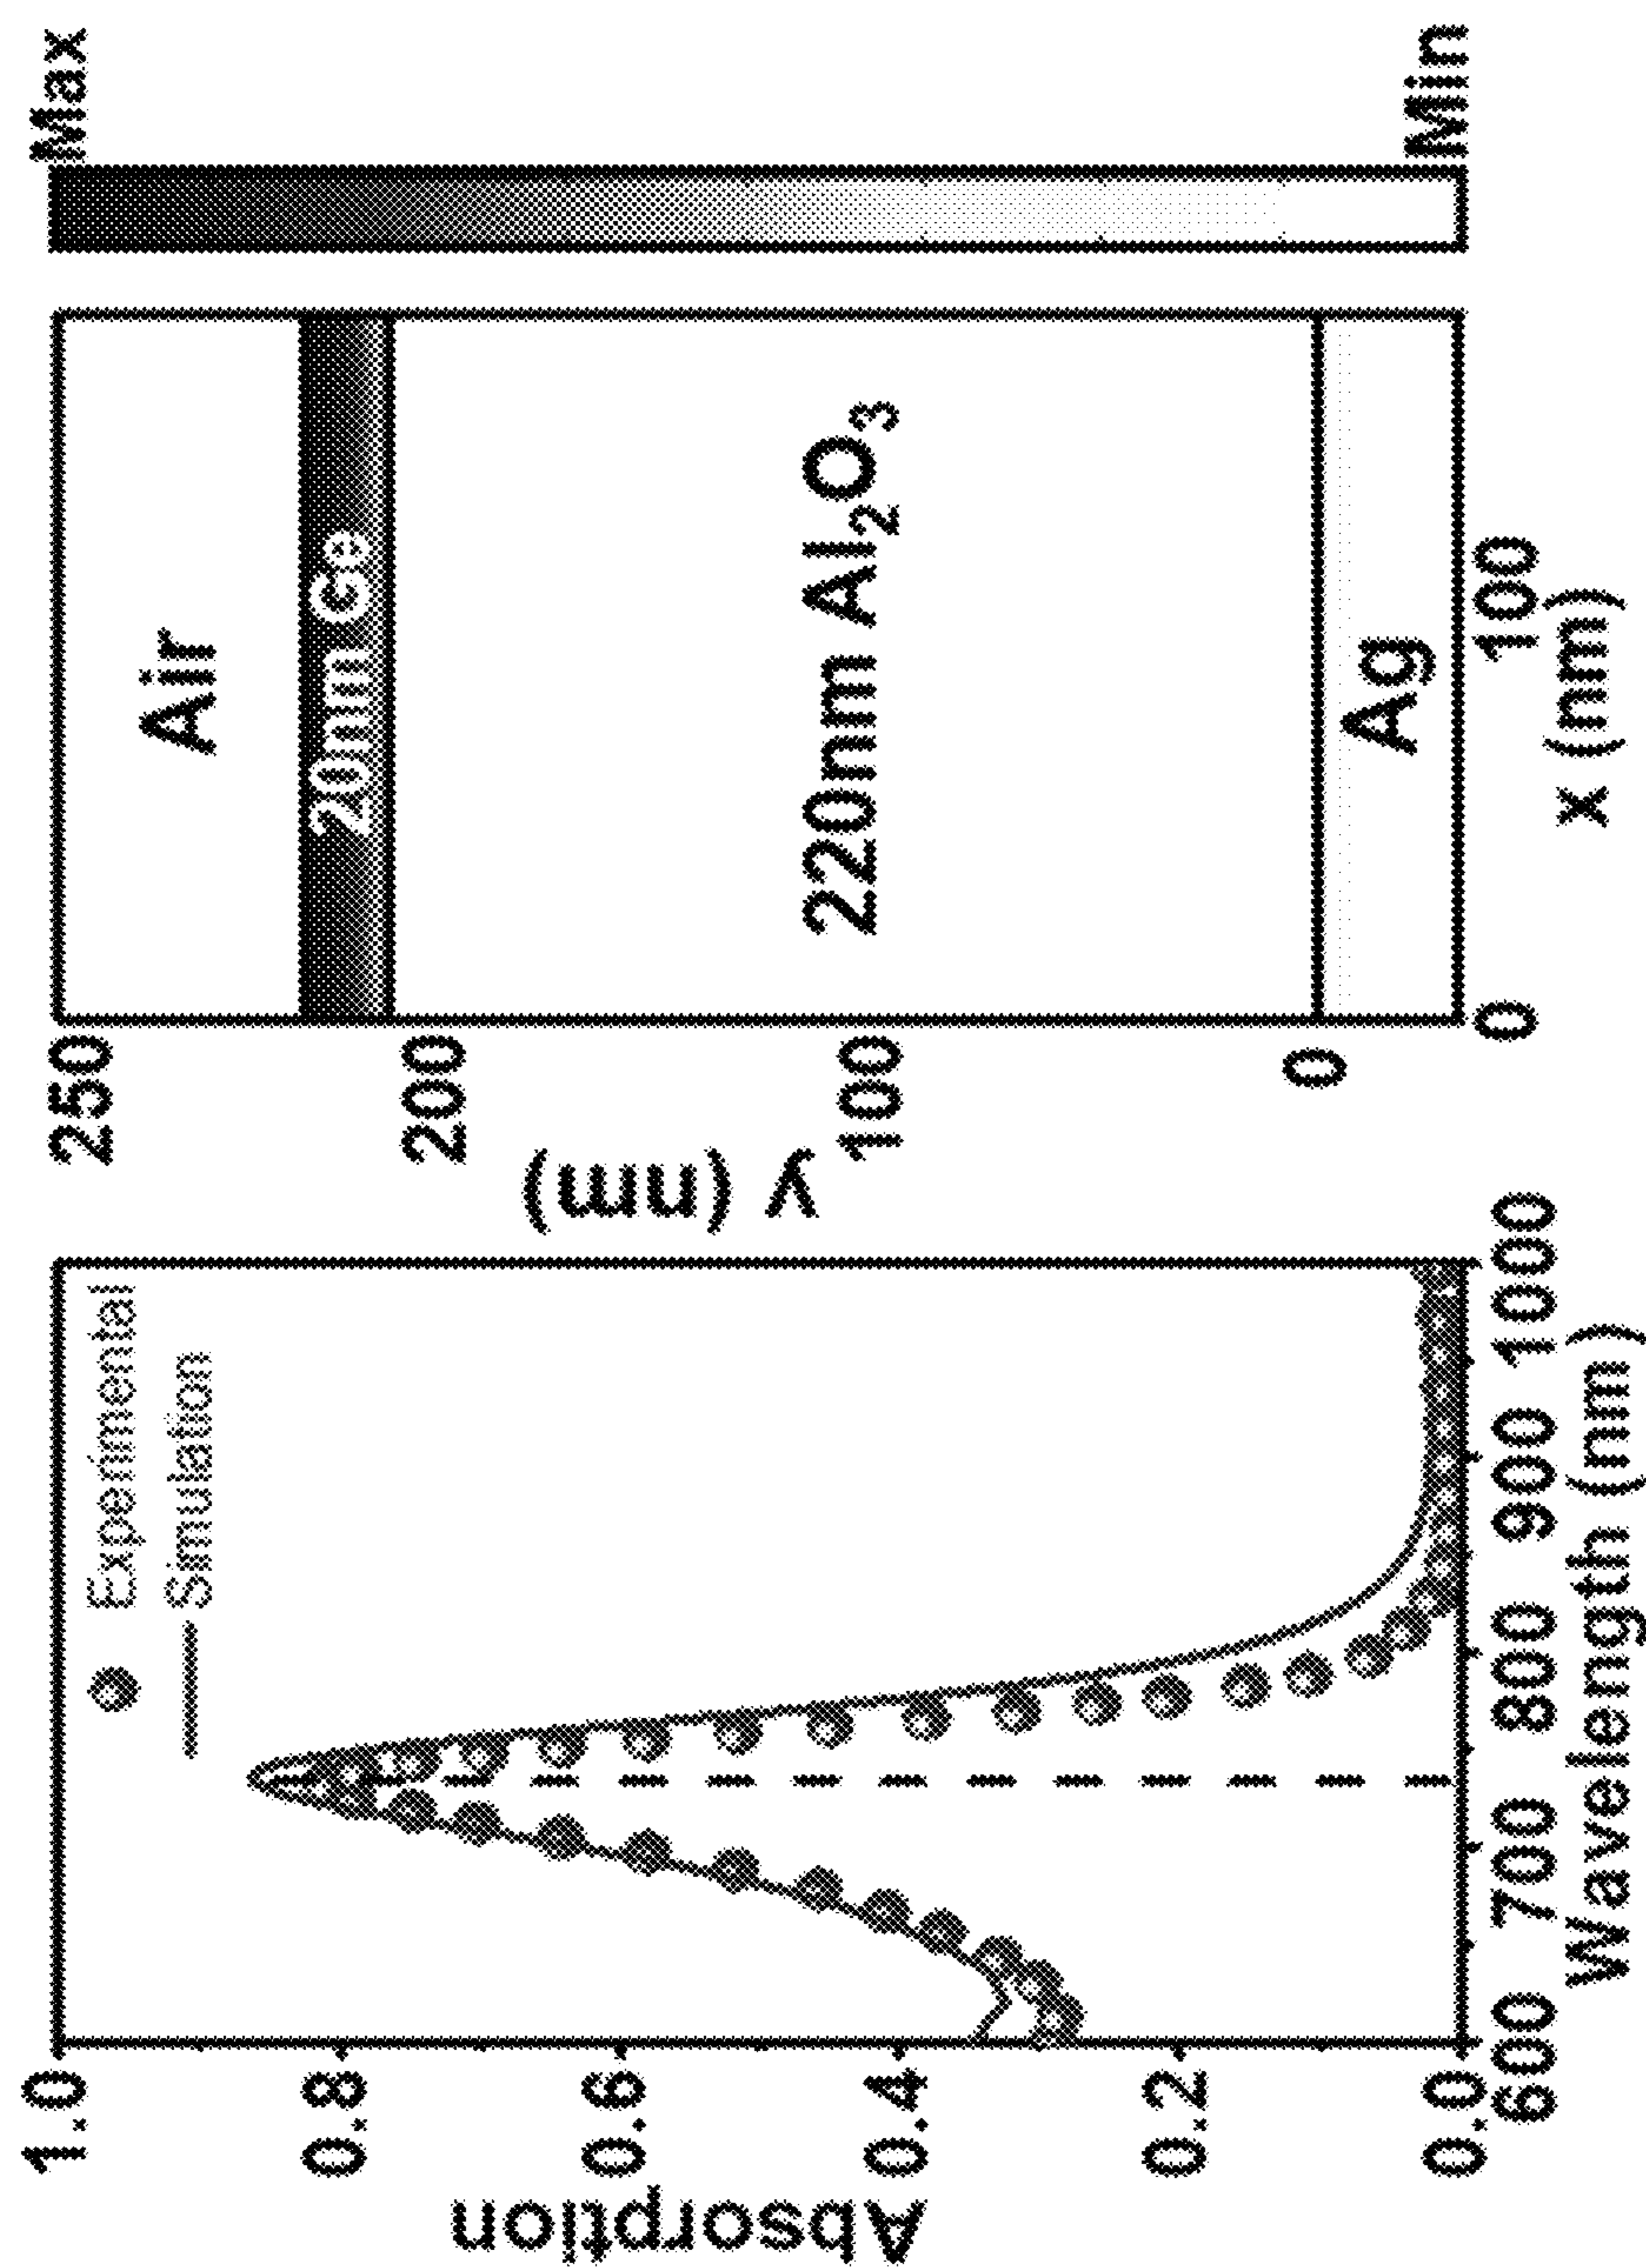 Absorption
1.0
0.8
0.6
0.4
0.2
0.0
Experimental
Simulation
600 700 800 900 1000
Wavelength (nm)
y (nm)
250
200
100
0
Air
20nm Ge
220nm Al₂O₃
Ag
0 100
x (nm)
Max
Min